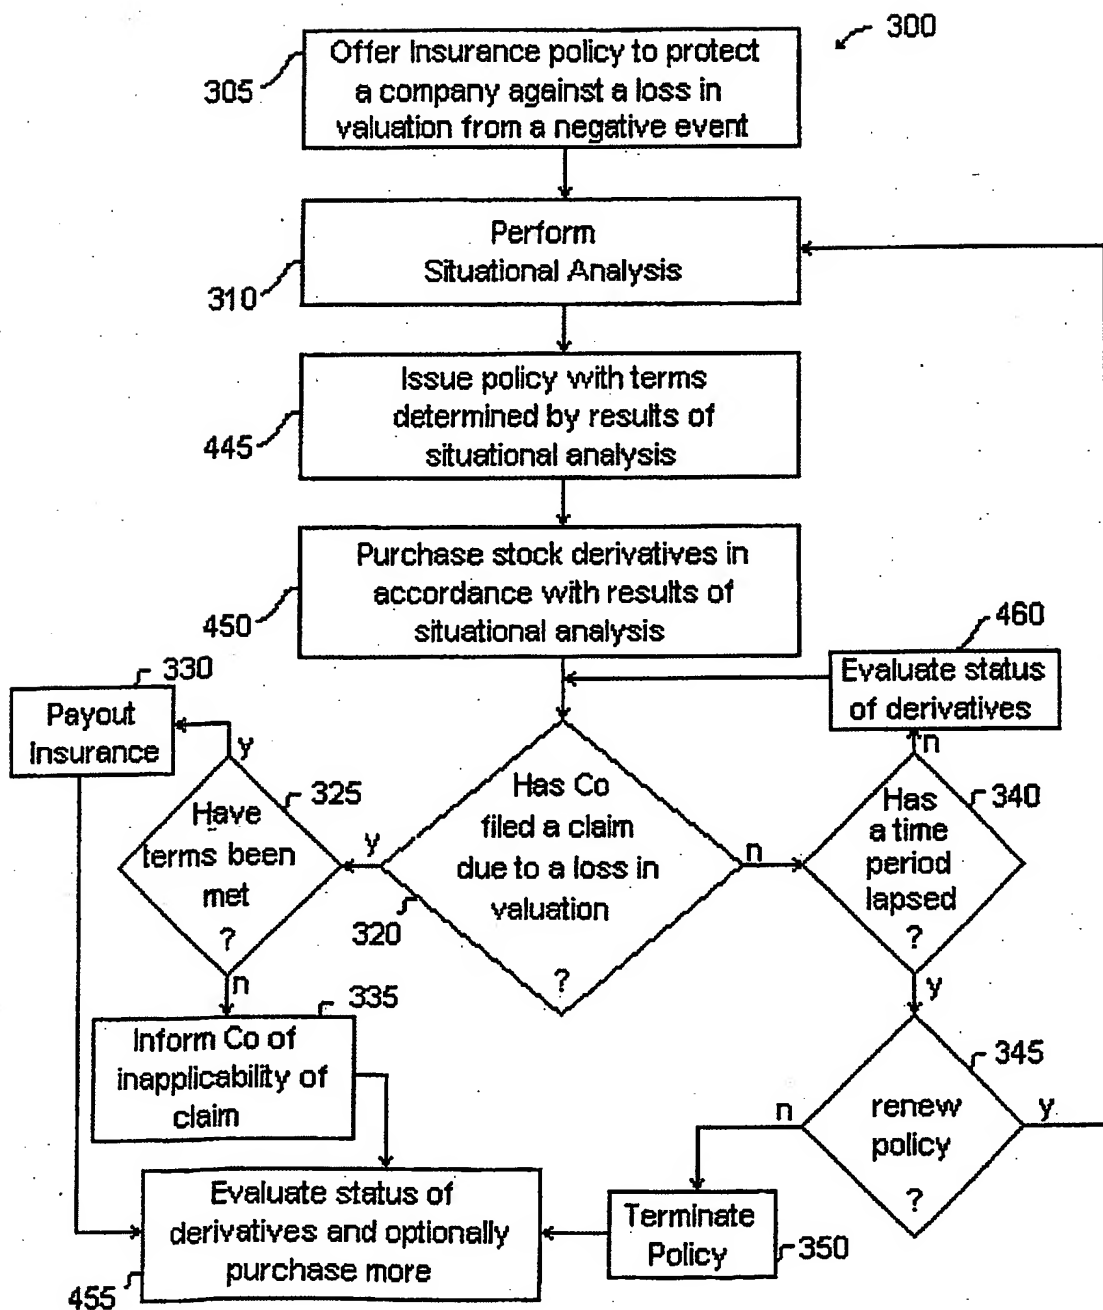 300
Offer Insurance policy to protect
a company against a loss in
valuation from a negative event
305
Perform
Situational Analysis
310
Issue policy with terms
determined by results of
situational analysis
445
Purchase stock derivatives in
accordance with results of
situational analysis
450
460
Evaluate status
of derivatives
330
Payout
insurance
y
n
325
Have
terms been
met
?
y
Has Co
filed a claim
due to a loss in
valuation
?
320
n
340
Has
a time
period
lapsed
?
n
y
335
Inform Co of
inapplicability of
claim
345
renew
policy
?
n
y
Terminate
Policy
350
Evaluate status of
derivatives and optionally
purchase more
455